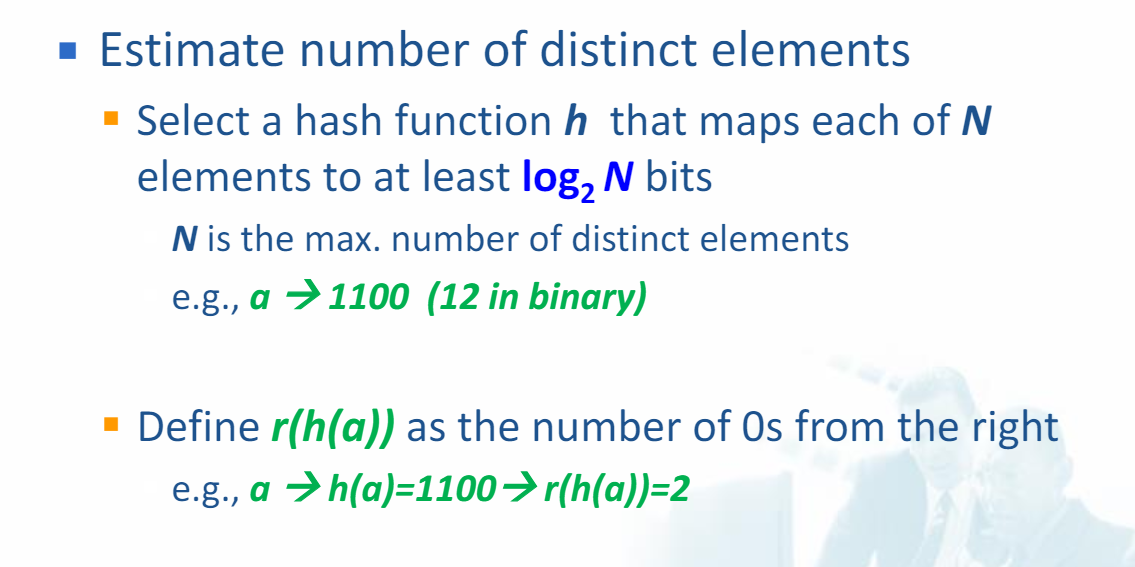 Estimate number of distinct elements
Select a hash function h that maps each of N
elements to at least log₂ N bits
N is the max. number of distinct elements
e.g., a → 1100 (12 in binary)
Define r(h(a)) as the number of 0s from the right
e.g., a → h(a)=1100→ r(h(a))=2